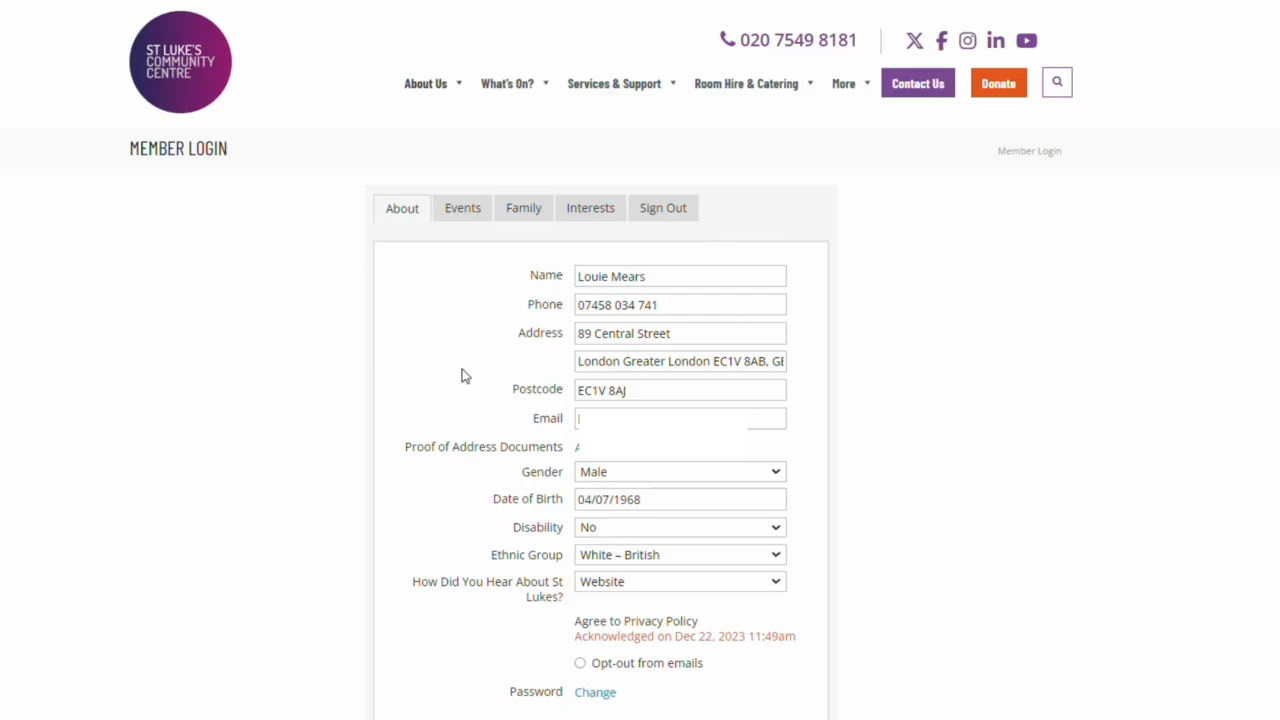 ST LUKE'S
COMMUNITY
CENTRE
020 7549 8181
About Us
What's On?
Services & Support
Room Hire & Catering
More
Contact Us
Donate
MEMBER LOGIN
Member Login
About
Events
Family
Interests
Sign Out
Name
Louie Mears
Phone
07458 034 741
Address
89 Central Street
London Greater London EC1V 8AB, GB
Postcode
EC1V 8AJ
Email
Proof of Address Documents
Gender
Male
Date of Birth
04/07/1968
Disability
No
Ethnic Group
White – British
How Did You Hear About St
Lukes?
Website
Agree to Privacy Policy
Acknowledged on Dec 22, 2023 11:49am
Opt-out from emails
Password
Change